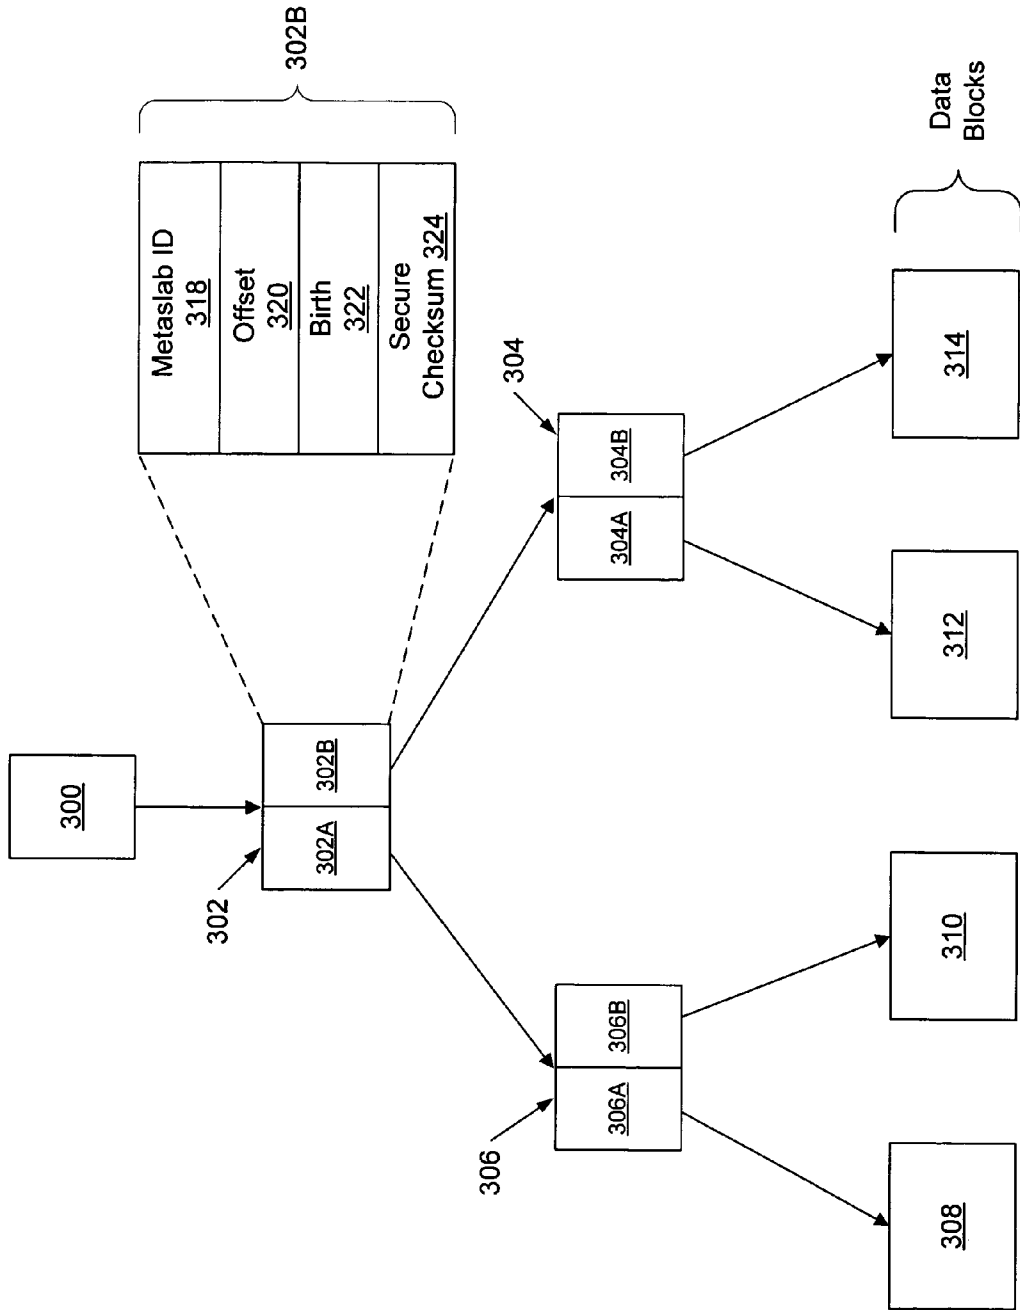 300
302
302A
302B
Metaslab ID
318
Offset
320
Birth
322
Secure
Checksum 324
302B
306
306A
306B
304
304A
304B
308
310
312
314
Data
Blocks